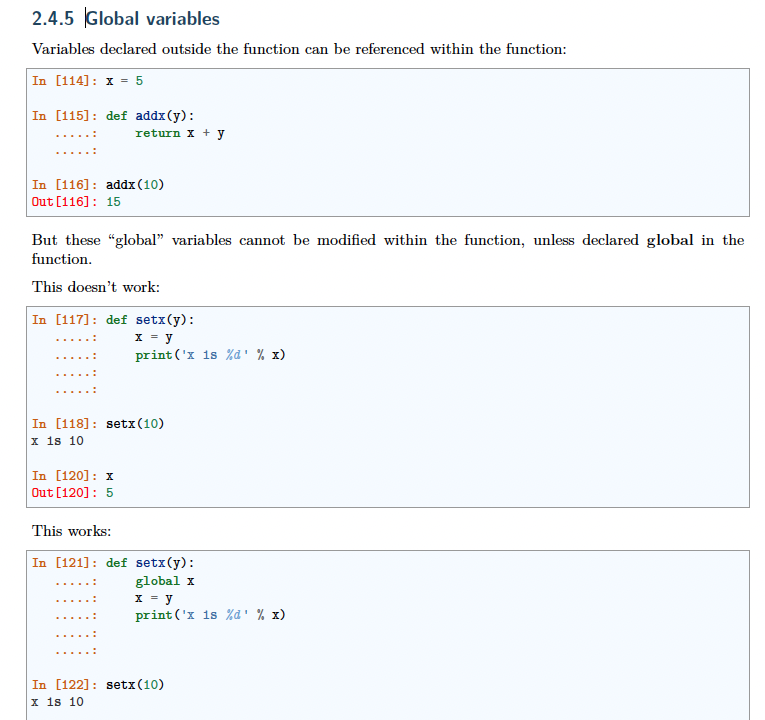 2.4.5 Global variables
Variables declared outside the function can be referenced within the function:
In [114]: x = 5
In [115]: def addx(y):
   .....:     return x + y
   .....:
In [116]: addx(10)
Out[116]: 15
But these “global” variables cannot be modified within the function, unless declared global in the
function.
This doesn’t work:
In [117]: def setx(y):
   .....:     x = y
   .....:     print('x is %d' % x)
   .....:
   .....:
In [118]: setx(10)
x is 10
In [120]: x
Out[120]: 5
This works:
In [121]: def setx(y):
   .....:     global x
   .....:     x = y
   .....:     print('x is %d' % x)
   .....:
   .....:
In [122]: setx(10)
x is 10